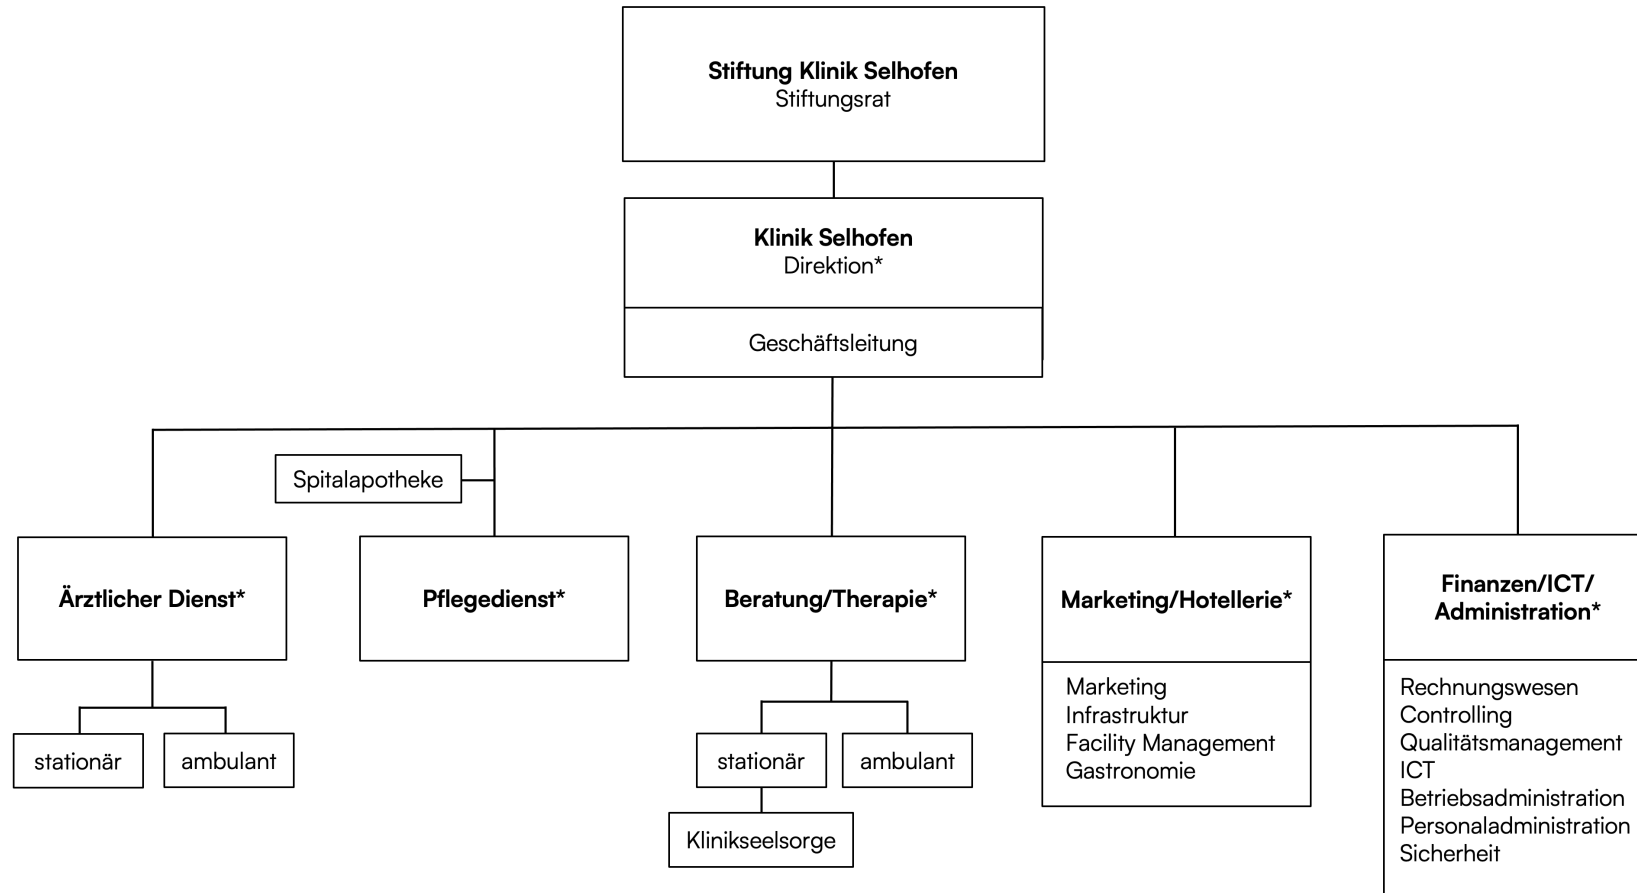 Stiftung Klinik Selhofen
Stiftungsrat
Klinik Selhofen
Direktion*
Geschäftsleitung
Spitalapotheke
Ärztlicher Dienst*
Pflegedienst*
Beratung/Therapie*
Marketing/Hotellerie*
Finanzen/ICT/
Administration*
stationär
ambulant
stationär
ambulant
Klinikseelsorge
Marketing
Infrastruktur
Facility Management
Gastronomie
Rechnungswesen
Controlling
Qualitätsmanagement
ICT
Betriebsadministration
Personaladministration
Sicherheit